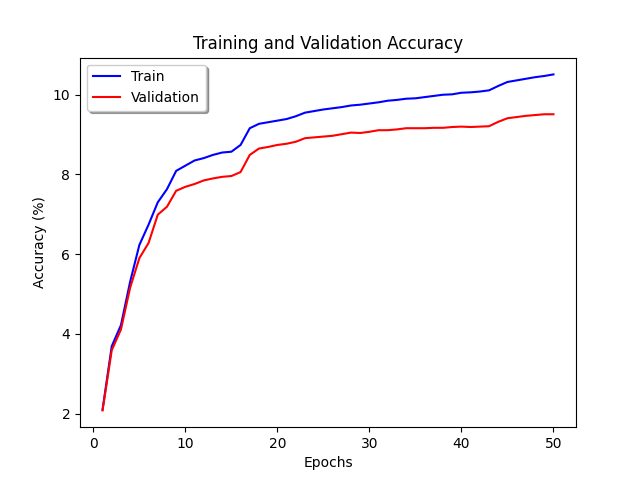 Training and Validation Accuracy
Train
Validation
10
8
6
4
2
Accuracy (%)
0 10 20 30 40 50
Epochs